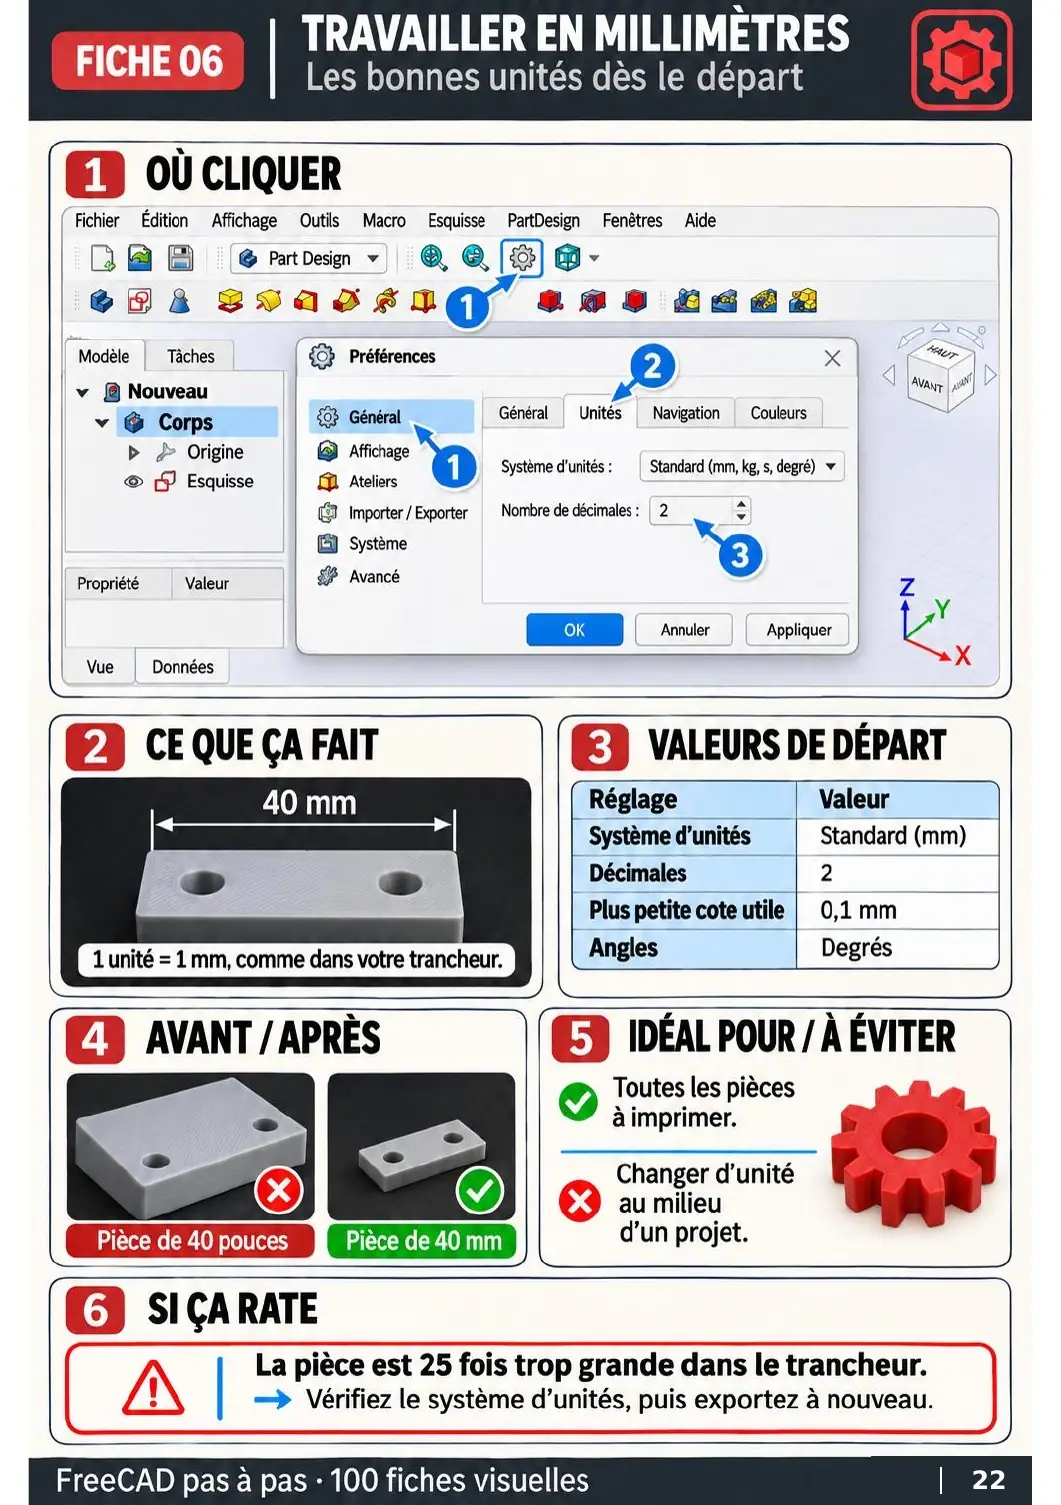 FICHE 06
TRAVAILLER EN MILLIMÈTRES
Les bonnes unités dès le départ
1 OÙ CLIQUER
Fichier Édition Affichage Outils Macro Esquisse PartDesign Fenêtres Aide
Part Design
1
Modèle Tâches
Nouveau
Corps
Origine
Esquisse
Propriété Valeur
Vue Données
Préférences
2
Général
Affichage
Ateliers
Importer / Exporter
Système
Avancé
1
Général Unités Navigation Couleurs
Système d'unités : Standard (mm, kg, s, degré)
Nombre de décimales : 2
3
OK Annuler Appliquer
HAUT
AVANT AVANT
Z
Y
X
2 CE QUE ÇA FAIT
40 mm
1 unité = 1 mm, comme dans votre trancheur.
3 VALEURS DE DÉPART
Réglage Valeur
Système d'unités Standard (mm)
Décimales 2
Plus petite cote utile 0,1 mm
Angles Degrés
4 AVANT / APRÈS
Pièce de 40 pouces
Pièce de 40 mm
5 IDÉAL POUR / À ÉVITER
Toutes les pièces
à imprimer.
Changer d'unité
au milieu
d'un projet.
6 SI ÇA RATE
La pièce est 25 fois trop grande dans le trancheur.
→ Vérifiez le système d'unités, puis exportez à nouveau.
FreeCAD pas à pas · 100 fiches visuelles | 22